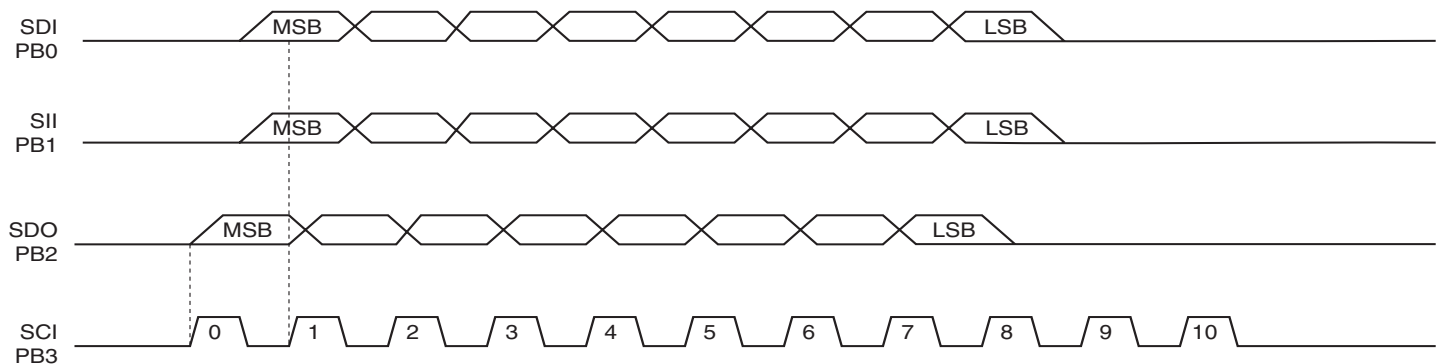 SDI
PB0
MSB LSB
SII
PB1
MSB LSB
SDO
PB2
MSB LSB
SCI
PB3
0 1 2 3 4 5 6 7 8 9 10